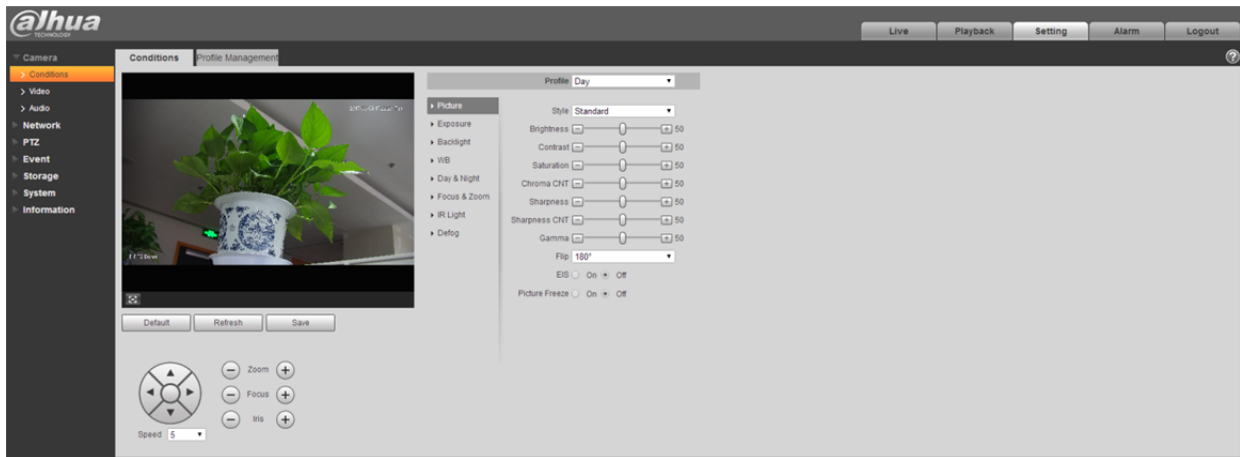 alhua
TECHNOLOGY
Live Playback Setting Alarm Logout
Camera
Conditions
Video
Audio
Network
PTZ
Event
Storage
System
Information
Conditions Profile Management
Default Refresh Save
Zoom
Focus
Iris
Speed 5
Profile Day
Picture
Exposure
Backlight
WB
Day & Night
Focus & Zoom
IR Light
Defog
Style Standard
Brightness 50
Contrast 50
Saturation 50
Chroma CNT 50
Sharpness 50
Sharpness CNT 50
Gamma 50
Flip 180°
EIS On Off
Picture Freeze On Off